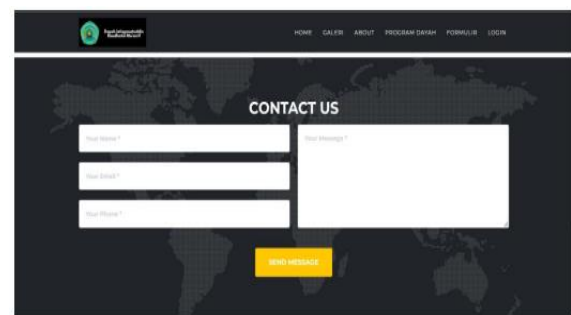 HOME GALERI ABOUT PROGRAM DAYAH FORMULIR LOGIN
CONTACT US
Your Name *
Your Message *
Your Email *
Your Phone *
SEND MESSAGE